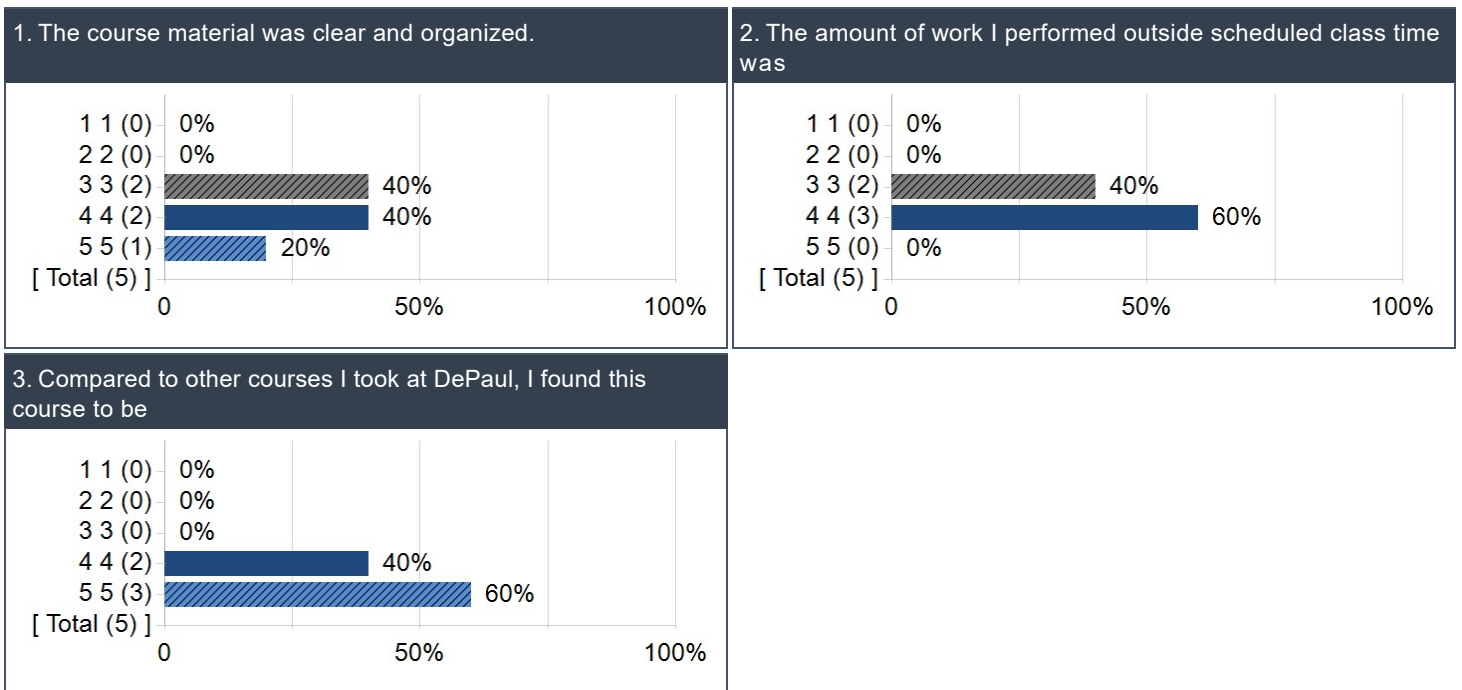 1. The course material was clear and organized.
1 1 (0) 0%
2 2 (0) 0%
3 3 (2) 40%
4 4 (2) 40%
5 5 (1) 20%
[ Total (5) ]
0 50% 100%
2. The amount of work I performed outside scheduled class time
was
1 1 (0) 0%
2 2 (0) 0%
3 3 (2) 40%
4 4 (3) 60%
5 5 (0) 0%
[ Total (5) ]
0 50% 100%
3. Compared to other courses I took at DePaul, I found this
course to be
1 1 (0) 0%
2 2 (0) 0%
3 3 (0) 0%
4 4 (2) 40%
5 5 (3) 60%
[ Total (5) ]
0 50% 100%